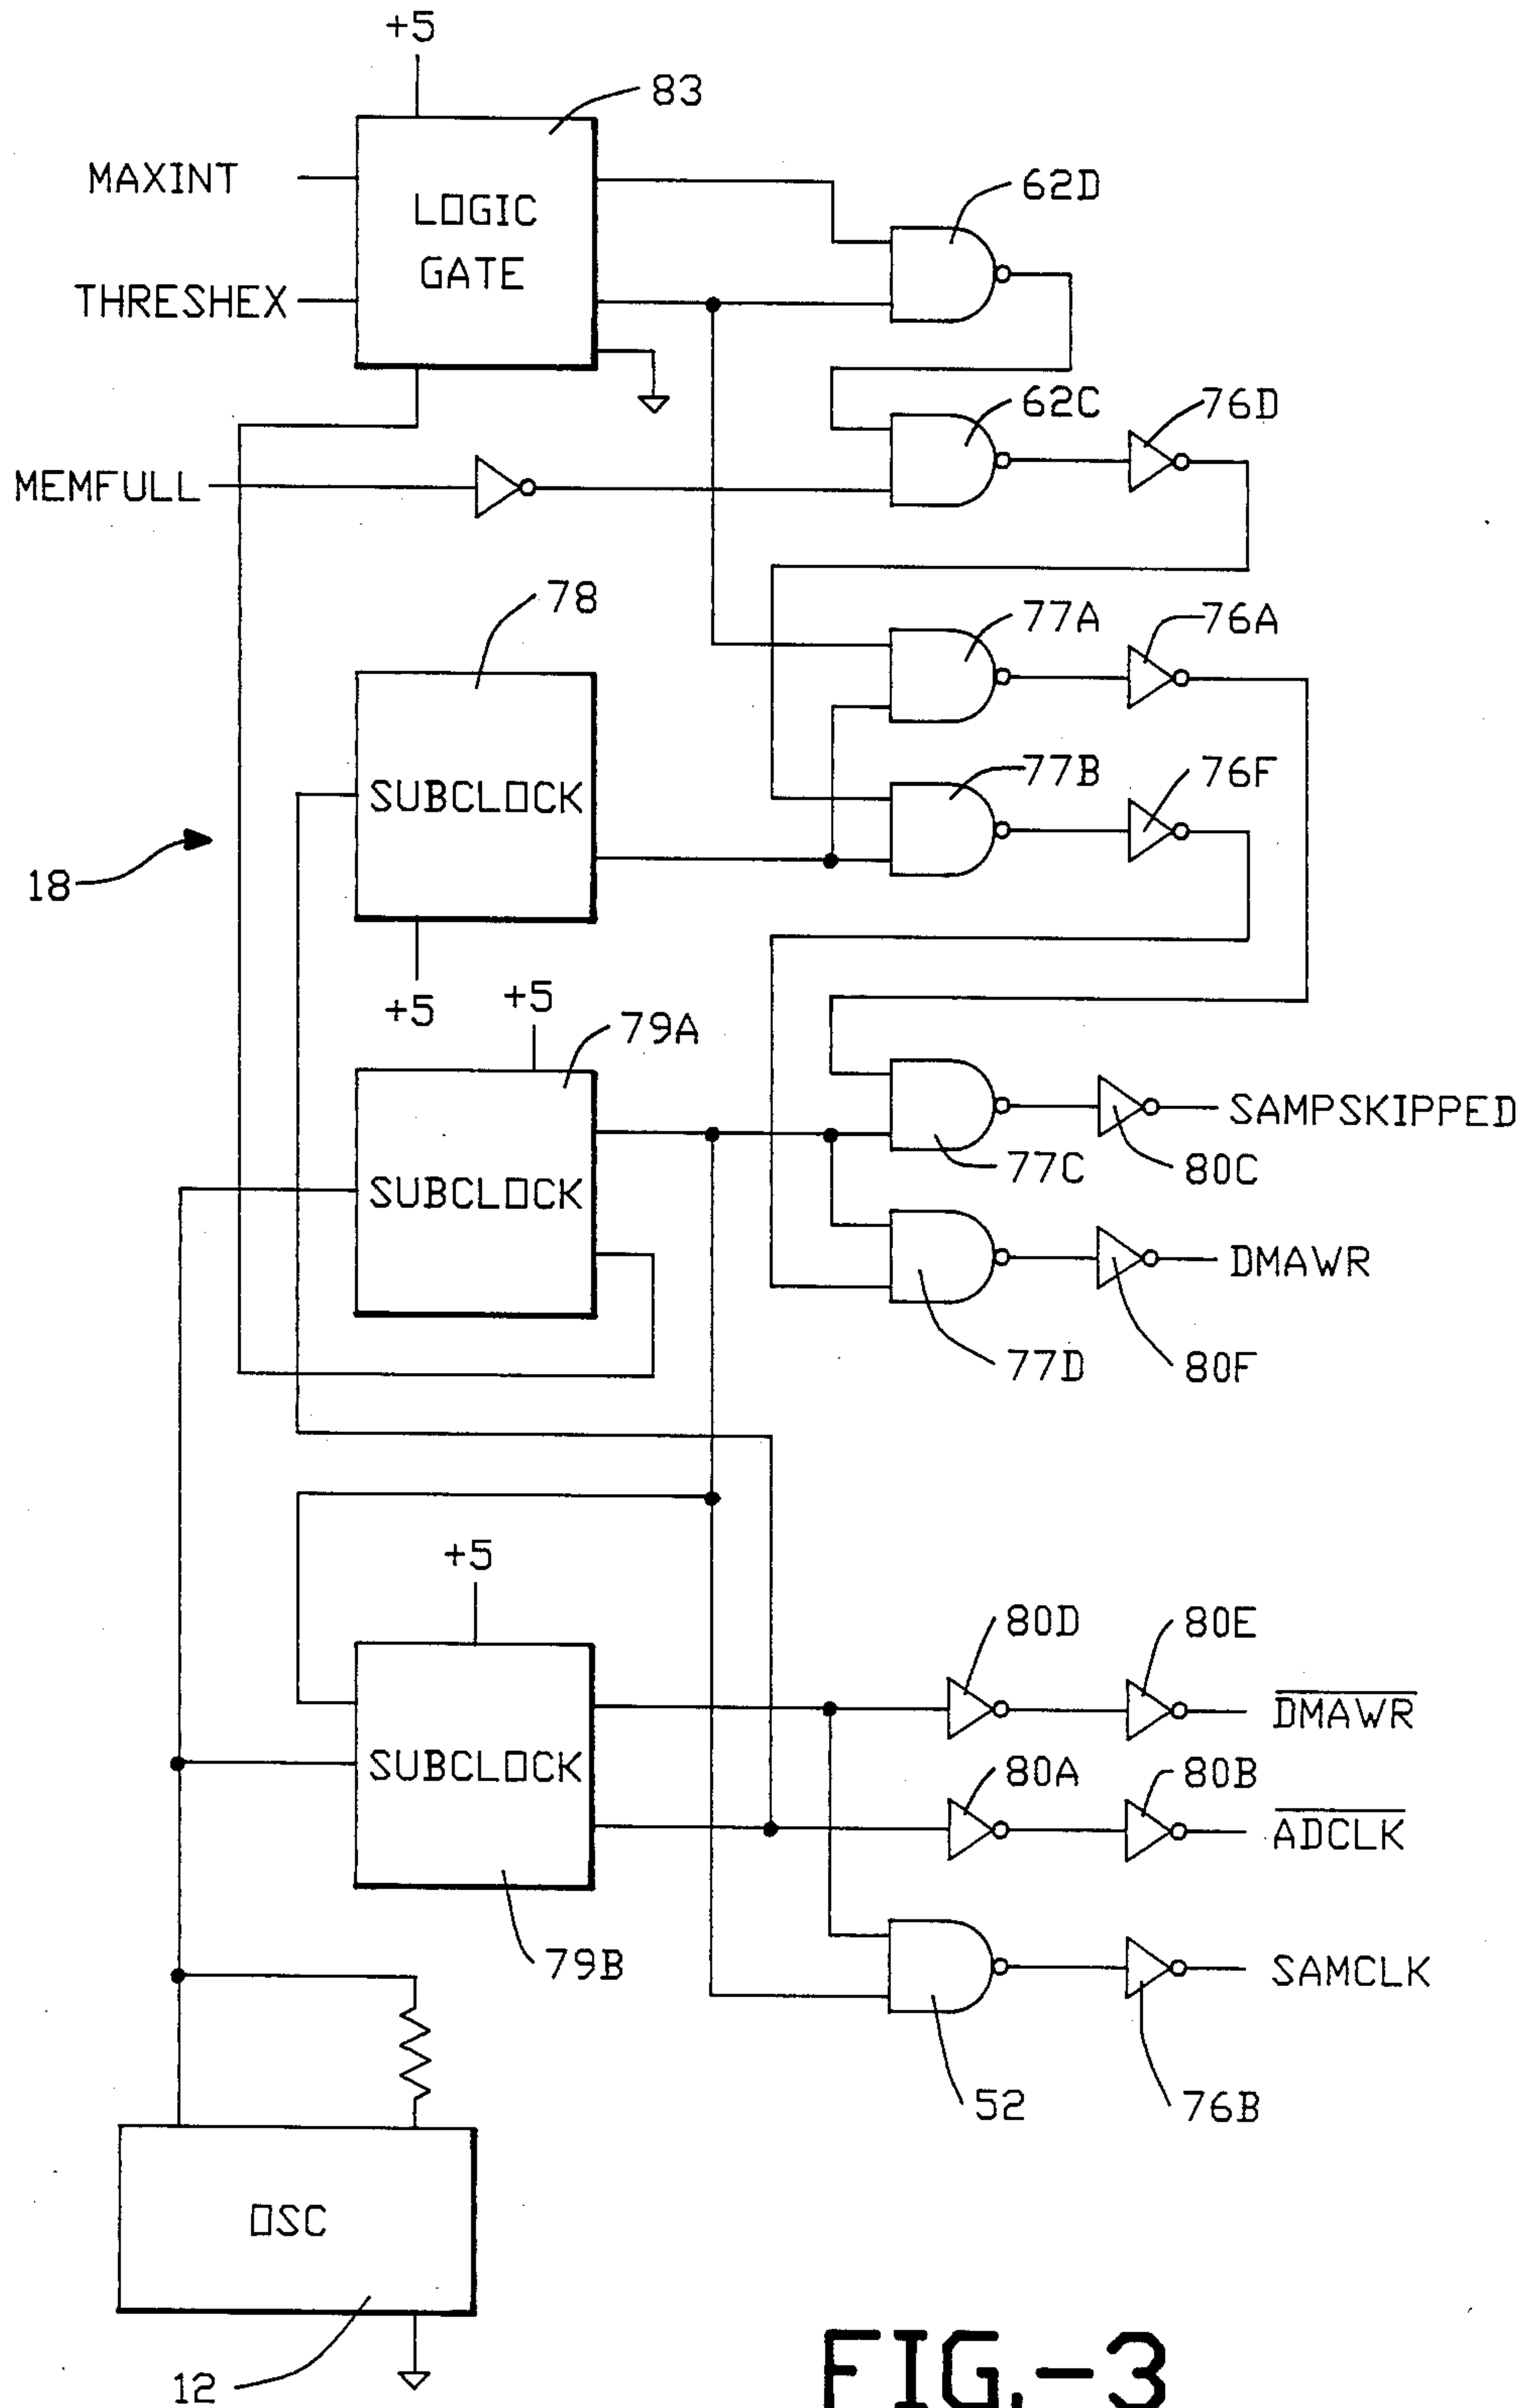 +5
83
MAXINT
LOGIC
GATE
62D
THRESHEX
62C
76D
MEMFULL
78
77A
76A
SUBCLOCK
77B
76F
18
+5
+5
79A
SAMPSKIPPED
77C
80C
SUBCLOCK
DMAWR
77D
80F
+5
80D
80E
DMAWR
SUBCLOCK
80A
80B
ADCLK
79B
SAMCLK
52
76B
OSC
12
FIG.-3